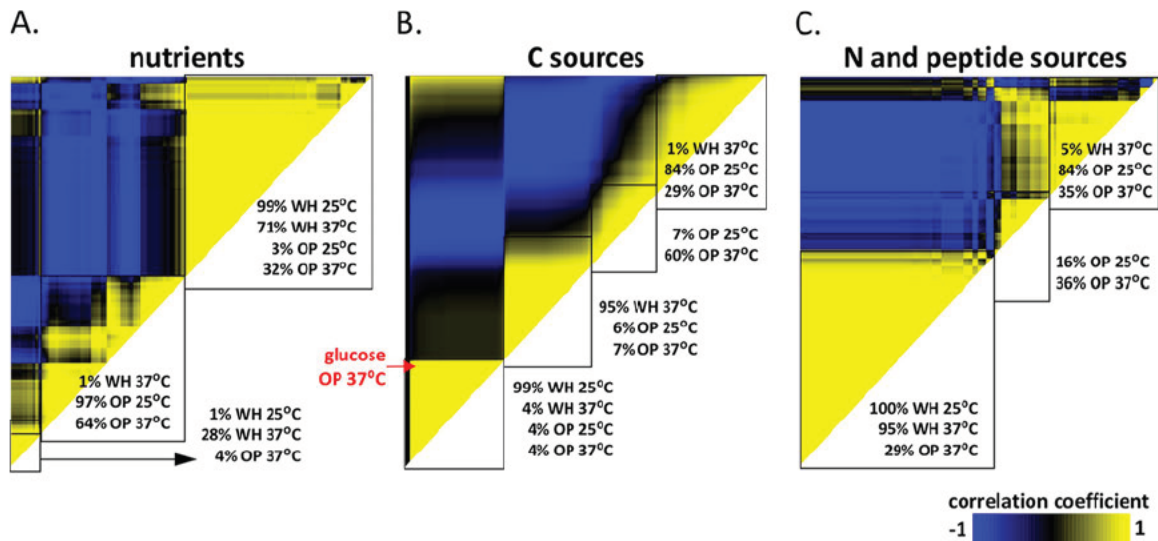 A.
nutrients
99% WH 25°C
71% WH 37°C
3% OP 25°C
32% OP 37°C
1% WH 37°C
97% OP 25°C
64% OP 37°C
1% WH 25°C
28% WH 37°C
4% OP 37°C
B.
C sources
1% WH 37°C
84% OP 25°C
29% OP 37°C
7% OP 25°C
60% OP 37°C
95% WH 37°C
6% OP 25°C
7% OP 37°C
glucose
OP 37°C
99% WH 25°C
4% WH 37°C
4% OP 25°C
4% OP 37°C
C.
N and peptide sources
5% WH 37°C
84% OP 25°C
35% OP 37°C
16% OP 25°C
36% OP 37°C
100% WH 25°C
95% WH 37°C
29% OP 37°C
correlation coefficient
-1 1